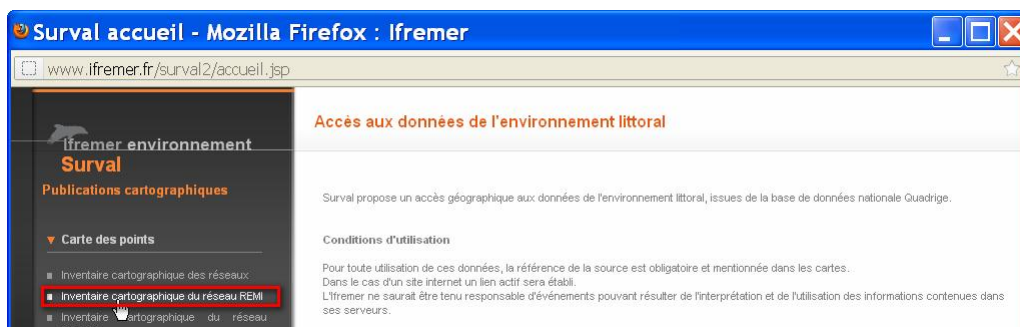 Surval accueil - Mozilla Firefox : Ifremer
www.ifremer.fr/surval2/accueil.jsp
Ifremer environnement
Surval
Publications cartographiques
Carte des points
Inventaire cartographique des réseaux
Inventaire cartographique du réseau REMI
Inventaire cartographique du réseau
Accès aux données de l'environnement littoral
Surval propose un accès géographique aux données de l'environnement littoral, issues de la base de données nationale Quadrige.
Conditions d'utilisation
Pour toute utilisation de ces données, la référence de la source est obligatoire et mentionnée dans les cartes.
Dans le cas d'un site internet un lien actif sera établi.
L'Ifremer ne saurait être tenu responsable d'événements pouvant résulter de l'interprétation et de l'utilisation des informations contenues dans
ses serveurs.